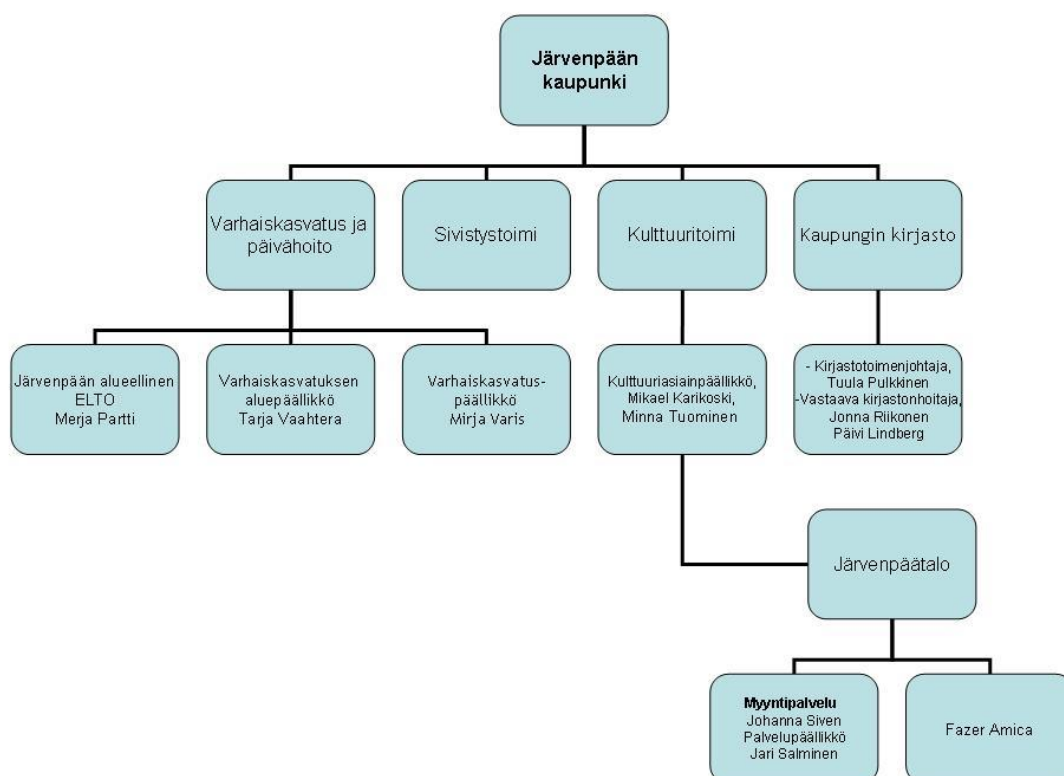 Järvenpään
kaupunki
Varhaiskasvatus ja
päivähoito
Sivistystoimi
Kulttuuritoimi
Kaupungin kirjasto
Järvenpään alueellinen
ELTO
Merja Partti
Varhaiskasvatuksen
aluepäällikkö
Tarja Vaahtera
Varhaiskasvatus-
päällikkö
Mirja Varis
Kulttuuriasiainpäällikkö,
Mikael Karikoski,
Minna Tuominen
- Kirjastotoimenjohtaja,
Tuula Pulkkinen
-Vastaava kirjastonhoitaja,
Jonna Riikonen
Päivi Lindberg
Järvenpäätalo
Myyntipalvelu
Johanna Siven
Palvelupäällikkö
Jari Salminen
Fazer Amica